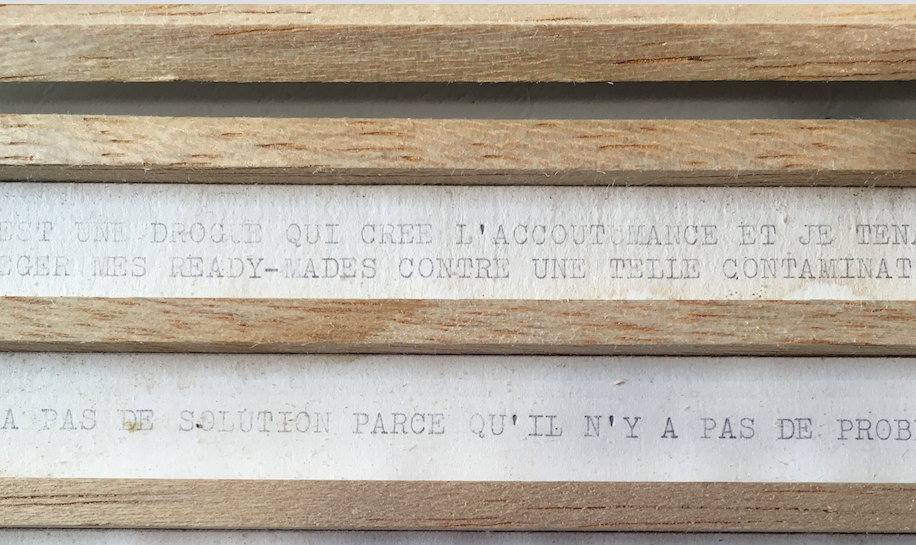 EST UNE DROGUE QUI CREE L'ACCOUTUMANCE ET JE TEN
EGER MES READY-MADES CONTRE UNE TELLE CONTAMINAT
A PAS DE SOLUTION PARCE QU'IL N'Y A PAS DE PROB